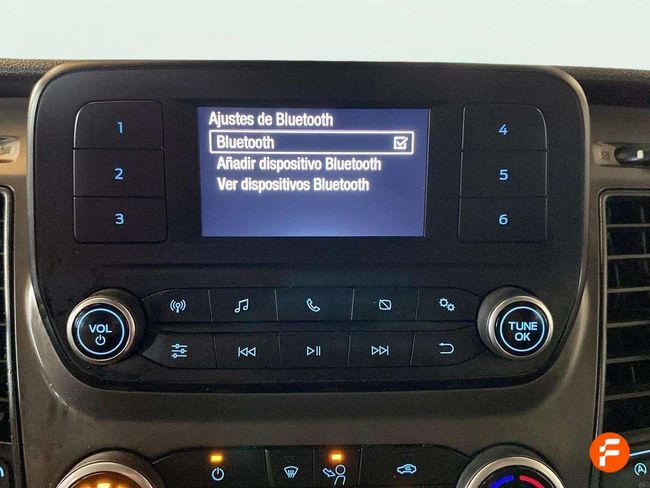 Ajustes de Bluetooth
Bluetooth
Añadir dispositivo Bluetooth
Ver dispositivos Bluetooth
1
2
3
4
5
6
VOL
TUNE
OK